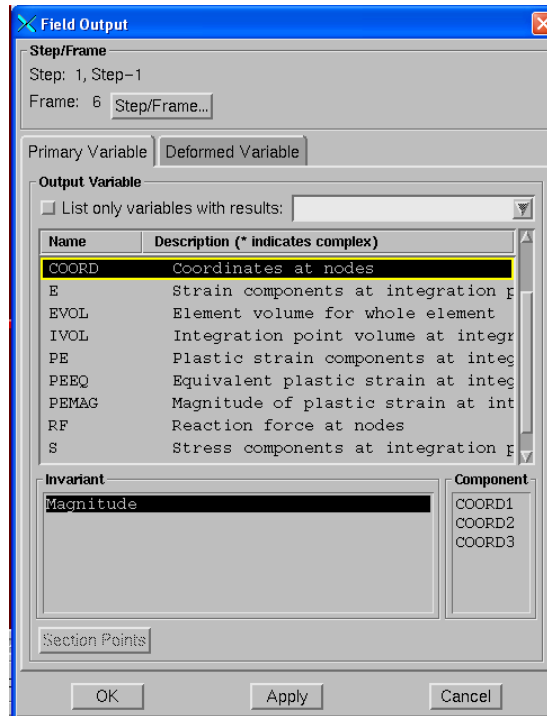 Field Output
Step/Frame
Step: 1, Step-1
Frame: 6 Step/Frame...
Primary Variable Deformed Variable
Output Variable
List only variables with results:
Name Description (* indicates complex)
COORD Coordinates at nodes
E Strain components at integration p
EVOL Element volume for whole element
IVOL Integration point volume at integr
PE Plastic strain components at integ
PEEQ Equivalent plastic strain at integ
PEMAG Magnitude of plastic strain at int
RF Reaction force at nodes
S Stress components at integration p
Invariant Component
Magnitude COORD1
COORD2
COORD3
Section Points
OK Apply Cancel